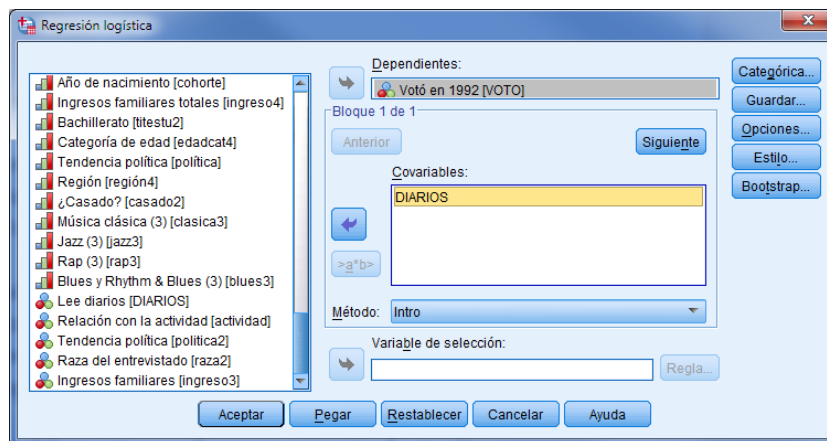 Regresión logística
Año de nacimiento [cohorte]
Ingresos familiares totales [ingreso4]
Bachillerato [titestu2]
Categoría de edad [edadcat4]
Tendencia política [política]
Región [región4]
¿Casado? [casado2]
Música clásica (3) [clasica3]
Jazz (3) [jazz3]
Rap (3) [rap3]
Blues y Rhythm & Blues (3) [blues3]
Lee diarios [DIARIOS]
Relación con la actividad [actividad]
Tendencia política [politica2]
Raza del entrevistado [raza2]
Ingresos familiares [ingreso3]
Dependientes:
Votó en 1992 [VOTO]
Bloque 1 de 1
Anterior
Siguiente
Covariables:
DIARIOS
>a*b>
Método:
Intro
Variable de selección:
Regla...
Categórica...
Guardar...
Opciones...
Estilo...
Bootstrap...
Aceptar
Pegar
Restablecer
Cancelar
Ayuda